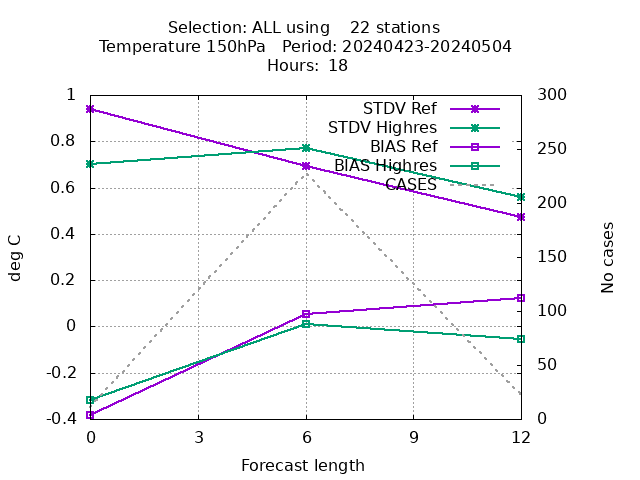 Selection: ALL using    22 stations
Temperature 150hPa   Period: 20240423-20240504
Hours: 18
STDV Ref
STDV Highres
BIAS Ref
BIAS Highres
CASES
1
0.8
0.6
0.4
0.2
0
-0.2
-0.4
300
250
200
150
100
50
0
deg C
No cases
0 3 6 9 12
Forecast length